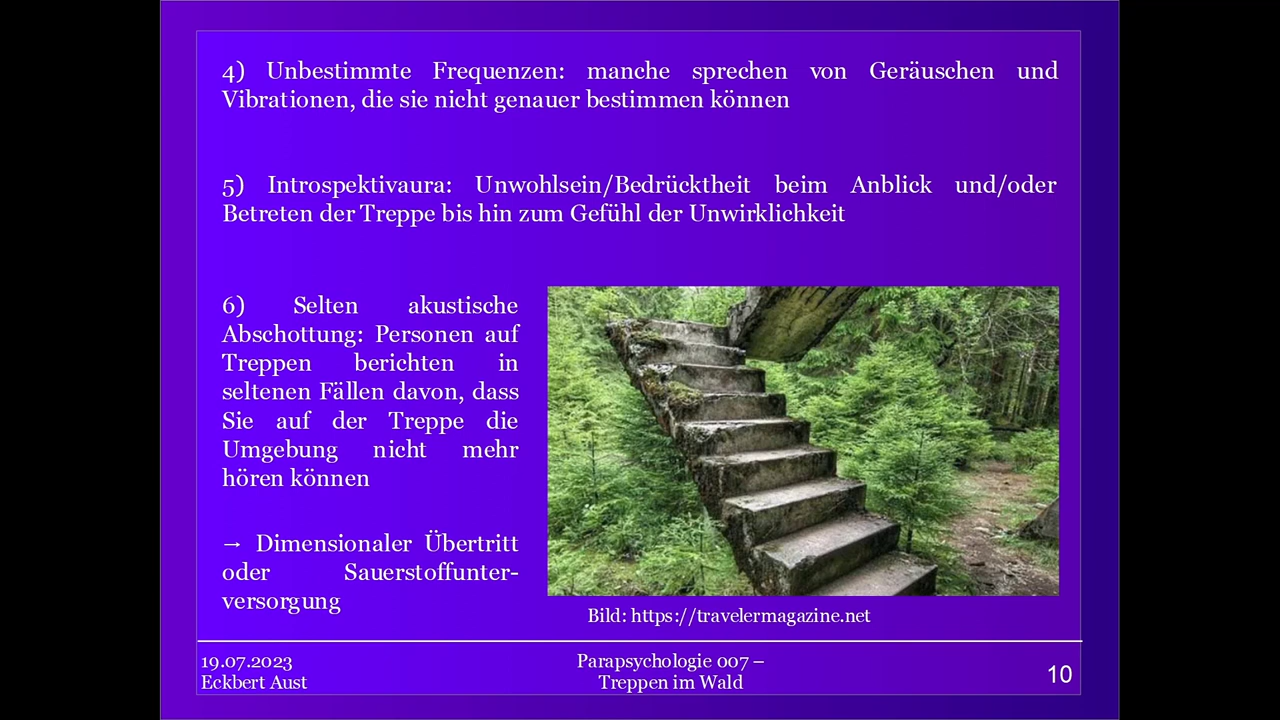 4) Unbestimmte Frequenzen: manche sprechen von Geräuschen und
Vibrationen, die sie nicht genauer bestimmen können
5) Introspektivaura: Unwohlsein/Bedrücktheit beim Anblick und/oder
Betreten der Treppe bis hin zum Gefühl der Unwirklichkeit
6) Selten akustische
Abschottung: Personen auf
Treppen berichten in
seltenen Fällen davon, dass
Sie auf der Treppe die
Umgebung nicht mehr
hören können
→ Dimensionaler Übertritt
oder Sauerstoffunter-
versorgung
Bild: https://travelermagazine.net
19.07.2023
Eckbert Aust
Parapsychologie 007 –
Treppen im Wald
10